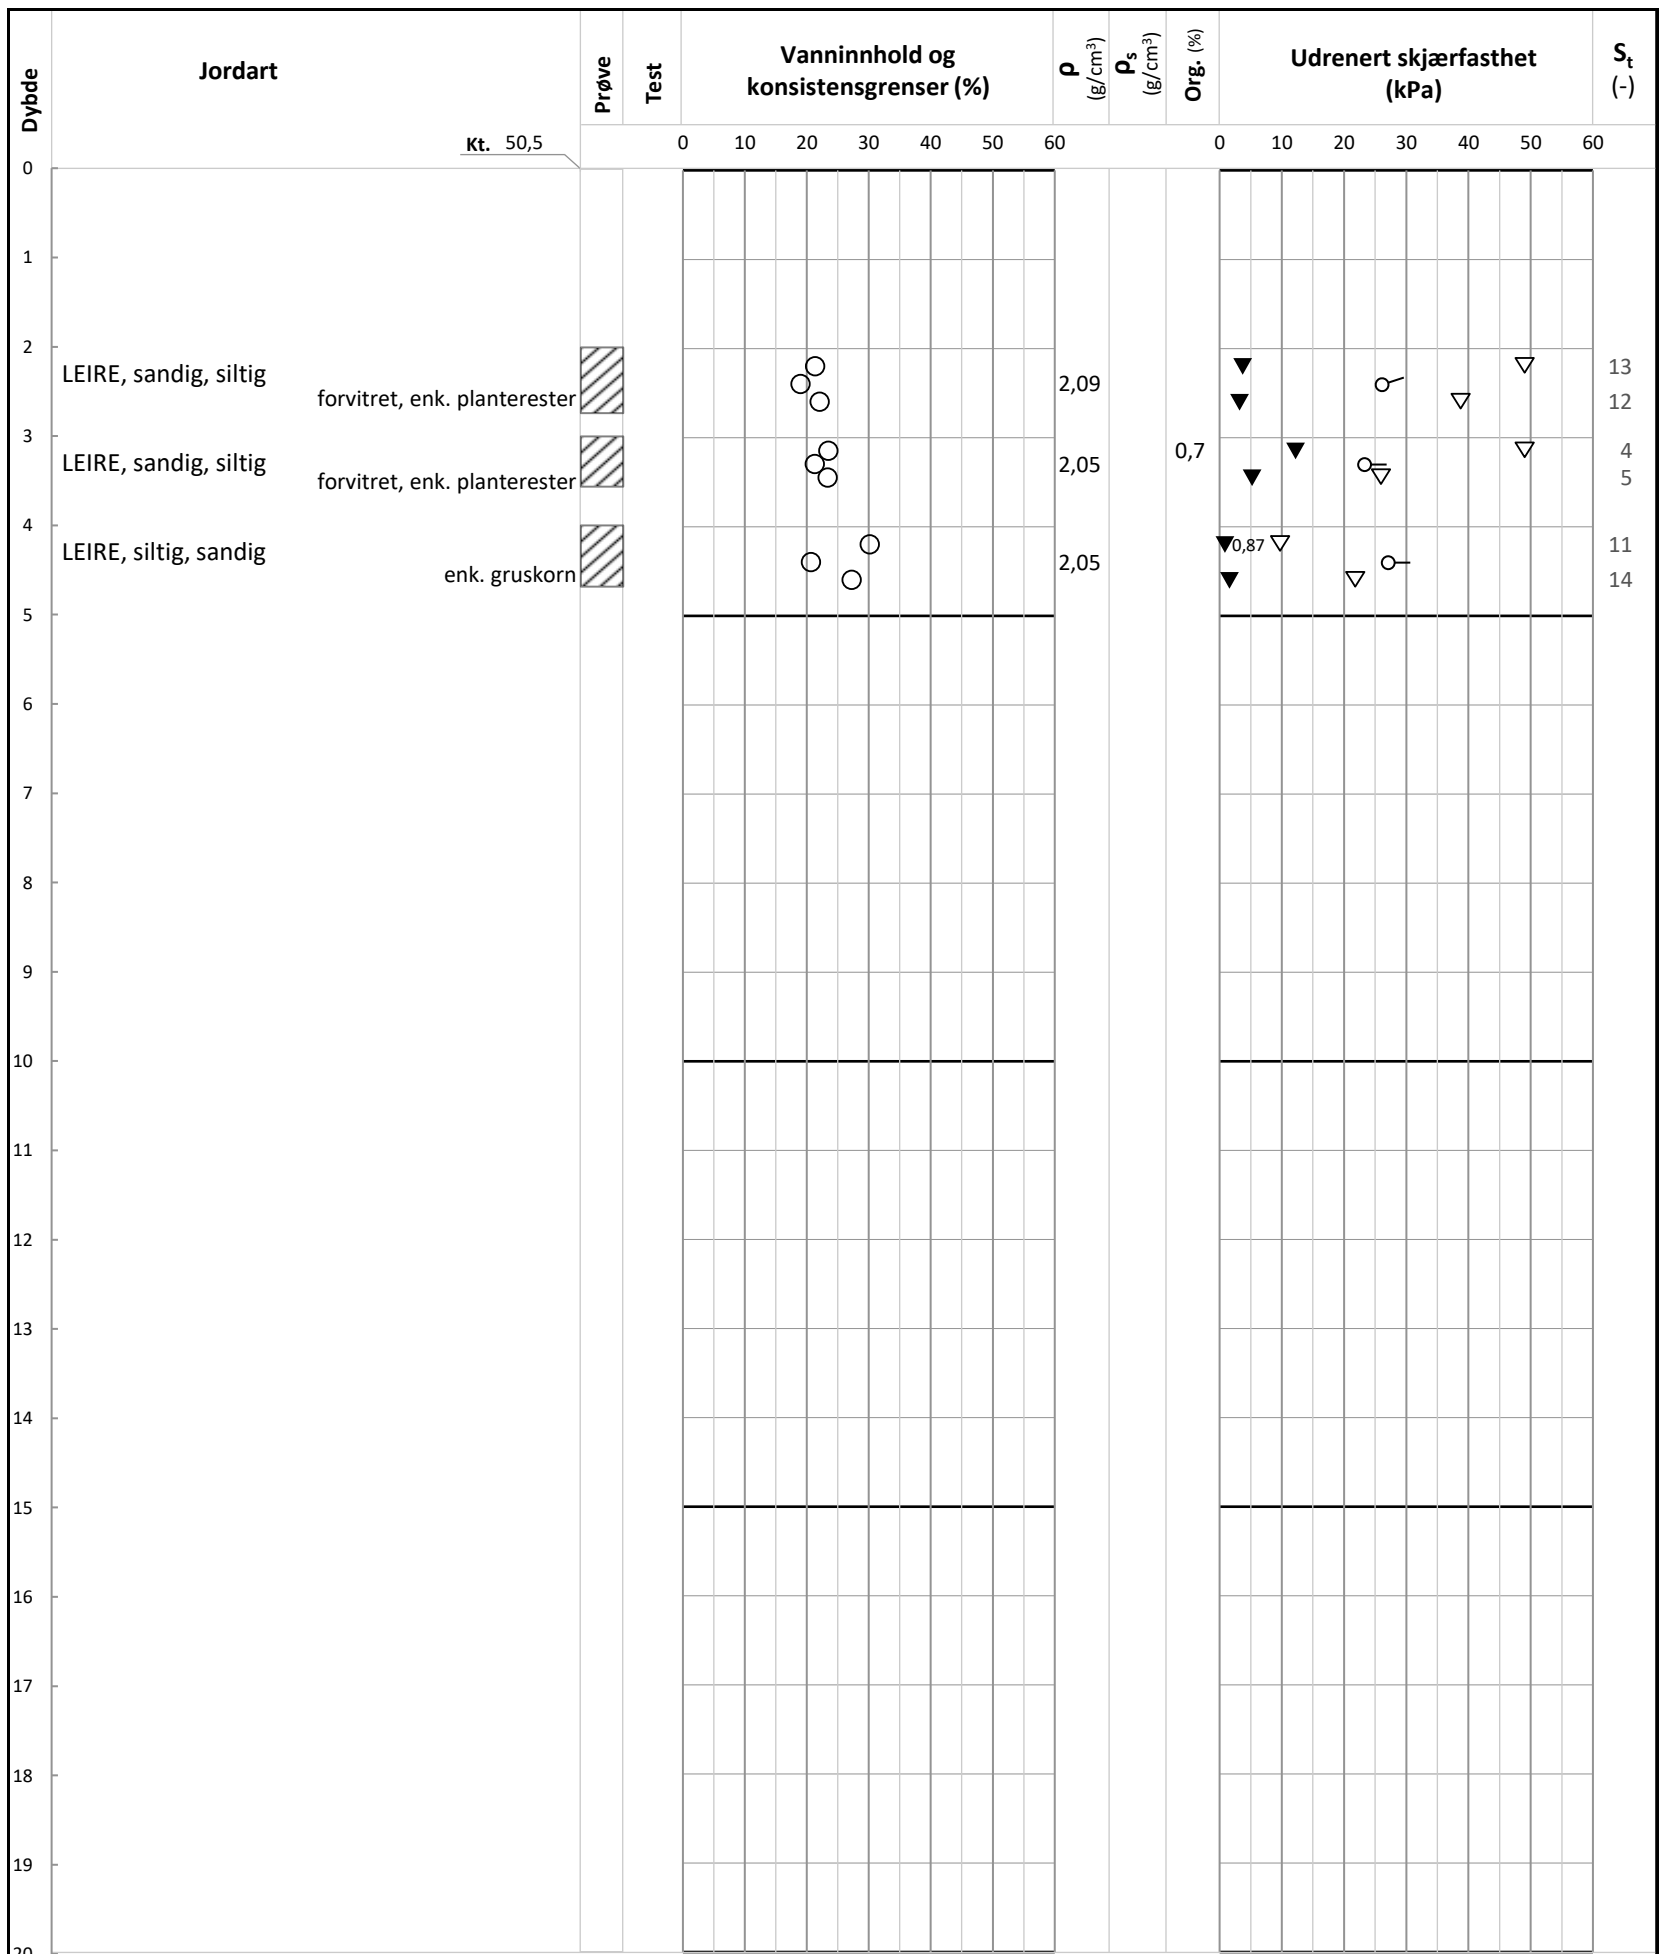 Dybde
Jordart
Kt. 50,5
Prøve
Test
Vanninnhold og
konsistensgrenser (%)
ρ
(g/cm³)
ρs
(g/cm³)
Org. (%)
Udrenert skjærfasthet
(kPa)
St
(-)
0 10 20 30 40 50 60
0 10 20 30 40 50 60
0
1
2
LEIRE, sandig, siltig
forvitret, enk. planterester
2,09
13
12
3
LEIRE, sandig, siltig
forvitret, enk. planterester
2,05
0,7
4
5
4
LEIRE, siltig, sandig
enk. gruskorn
2,05
0,87
11
14
5
6
7
8
9
10
11
12
13
14
15
16
17
18
19
20